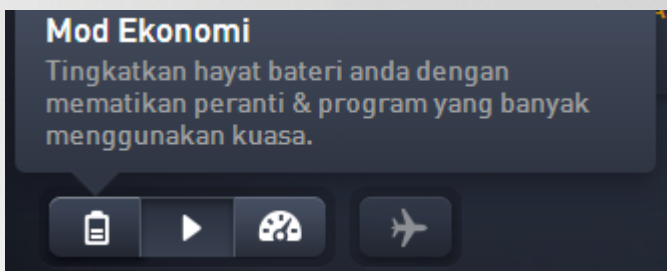 Mod Ekonomi
Tingkatkan hayat bateri anda dengan
mematikan peranti & program yang banyak
menggunakan kuasa.